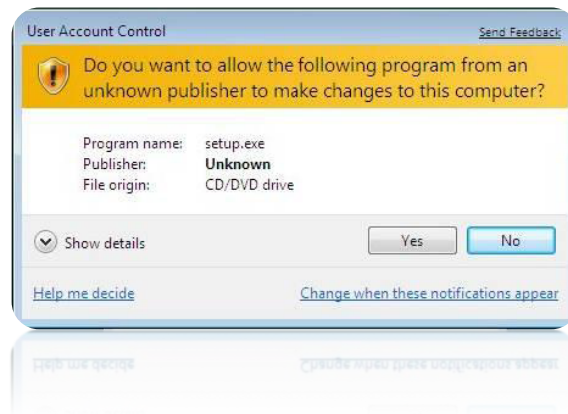 User Account Control
Send Feedback
Do you want to allow the following program from an
unknown publisher to make changes to this computer?
Program name: setup.exe
Publisher: Unknown
File origin: CD/DVD drive
Show details
Yes
No
Help me decide
Change when these notifications appear